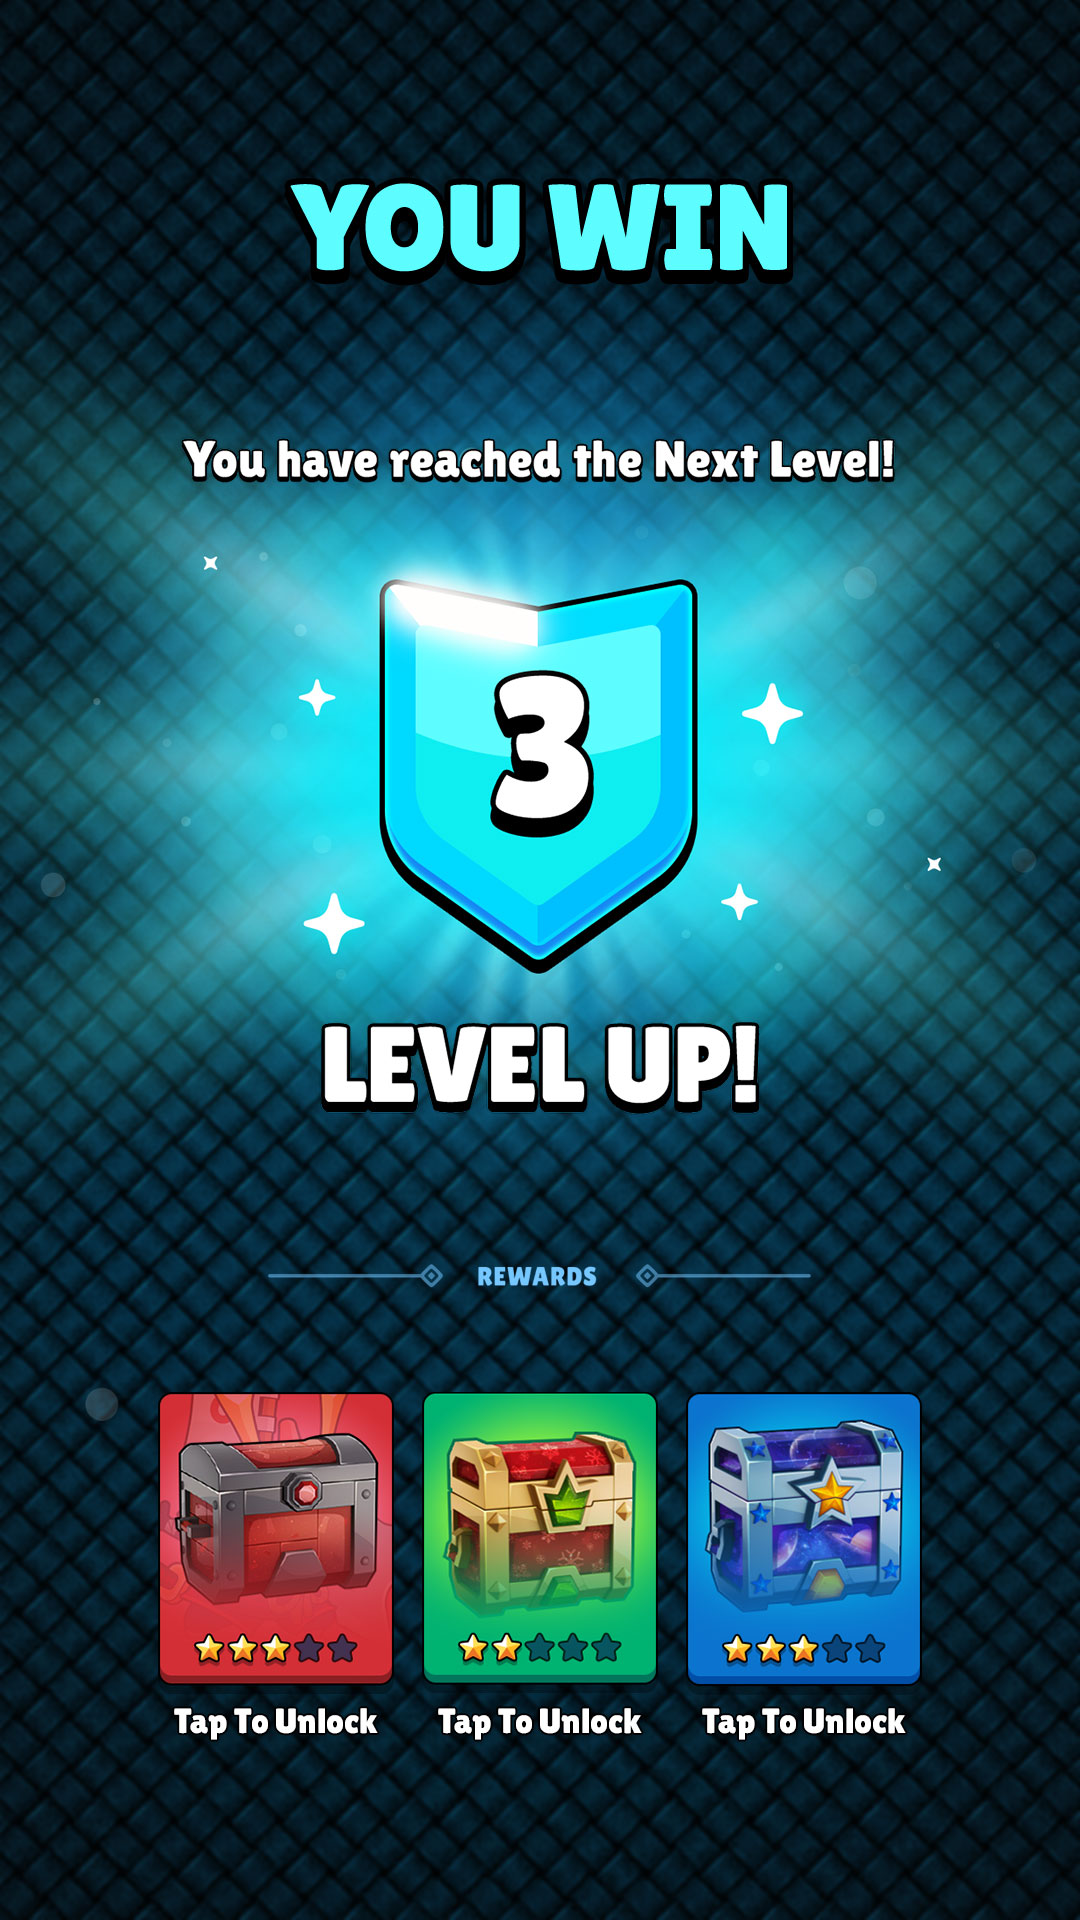 YOU WIN
You have reached the Next Level!
3
LEVEL UP!
REWARDS
Tap To Unlock
Tap To Unlock
Tap To Unlock